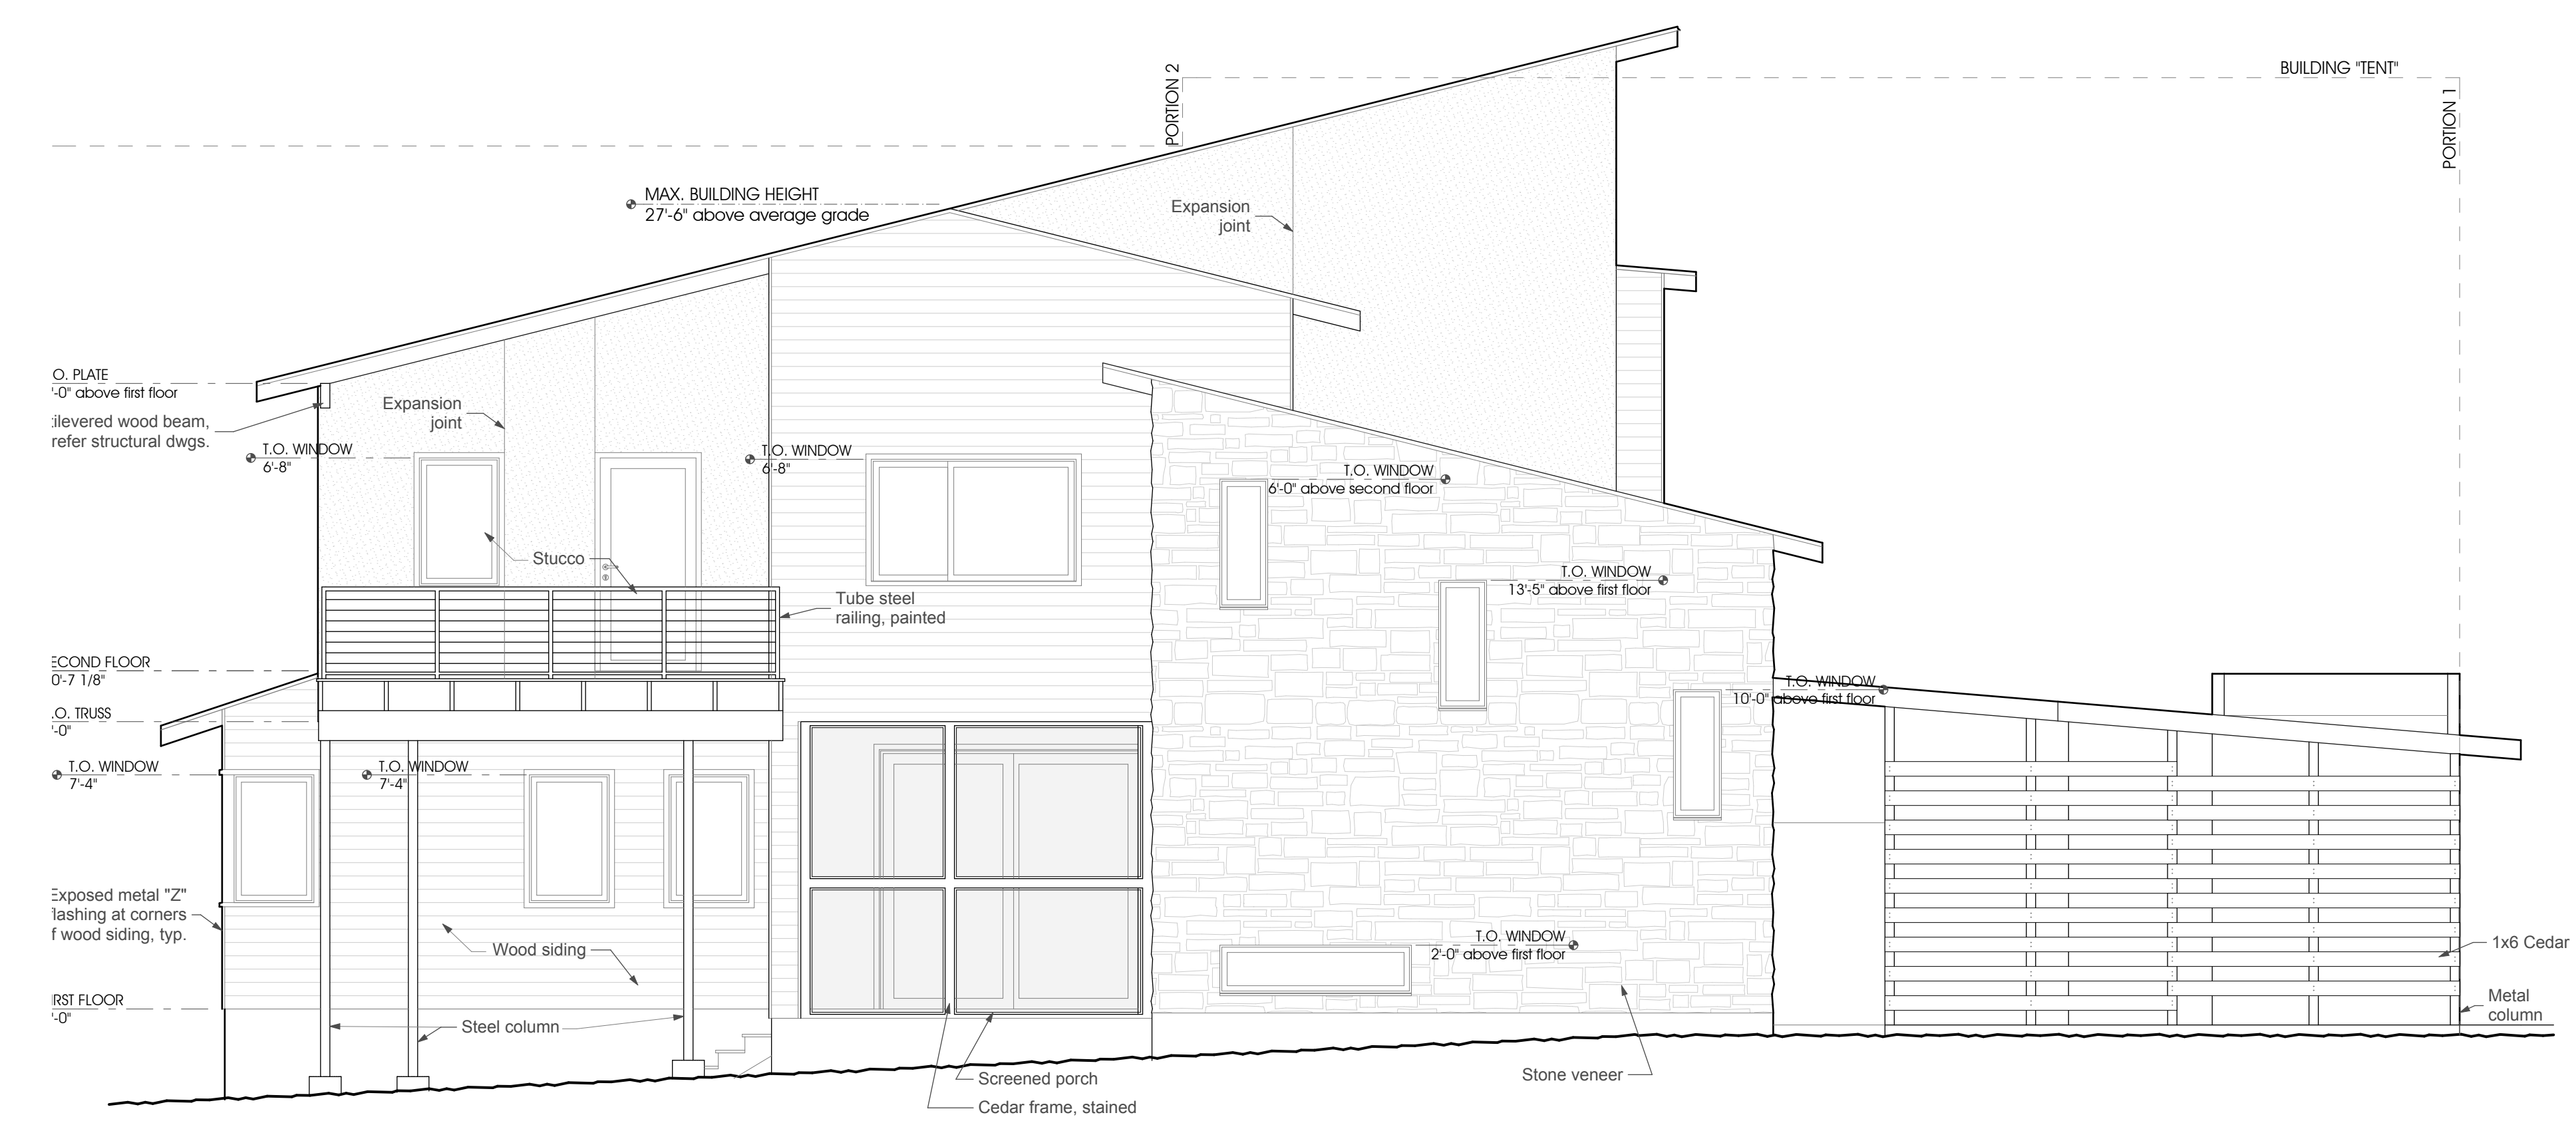 BUILDING "TENT"
PORTION 2
PORTION 1
MAX. BUILDING HEIGHT
27'-6" above average grade
Expansion
joint
O. PLATE
'-0" above first floor
tilevered wood beam,
refer structural dwgs.
Expansion
joint
T.O. WINDOW
6'-8"
T.O. WINDOW
6'-8"
T.O. WINDOW
6'-0" above second floor
Stucco
T.O. WINDOW
13'-5" above first floor
Tube steel
railing, painted
ECOND FLOOR
0'-7 1/8"
T.O. WINDOW
10'-0" above first floor
.O. TRUSS
'-0"
T.O. WINDOW
7'-4"
T.O. WINDOW
7'-4"
Exposed metal "Z"
flashing at corners
f wood siding, typ.
Wood siding
T.O. WINDOW
2'-0" above first floor
1x6 Cedar
IRST FLOOR
'-0"
Metal
column
Steel column
Screened porch
Cedar frame, stained
Stone veneer